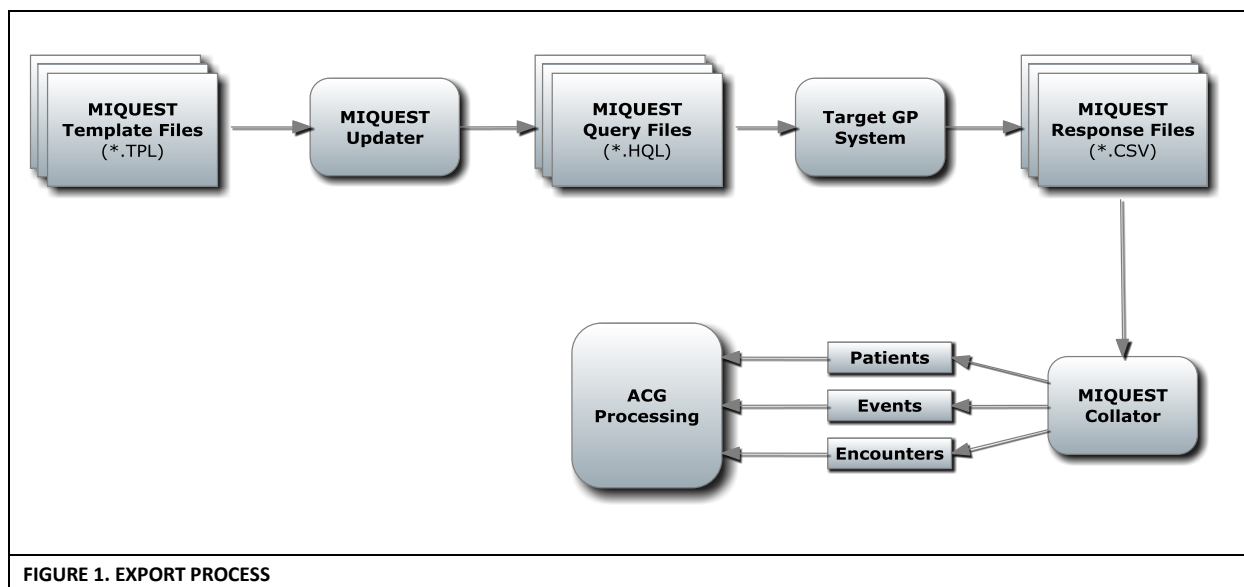 MIQUEST
Template Files
(*.TPL)
MIQUEST
Updater
MIQUEST
Query Files
(*.HQL)
Target GP
System
MIQUEST
Response Files
(*.CSV)
ACG
Processing
Patients
Events
Encounters
MIQUEST
Collator
FIGURE 1. EXPORT PROCESS